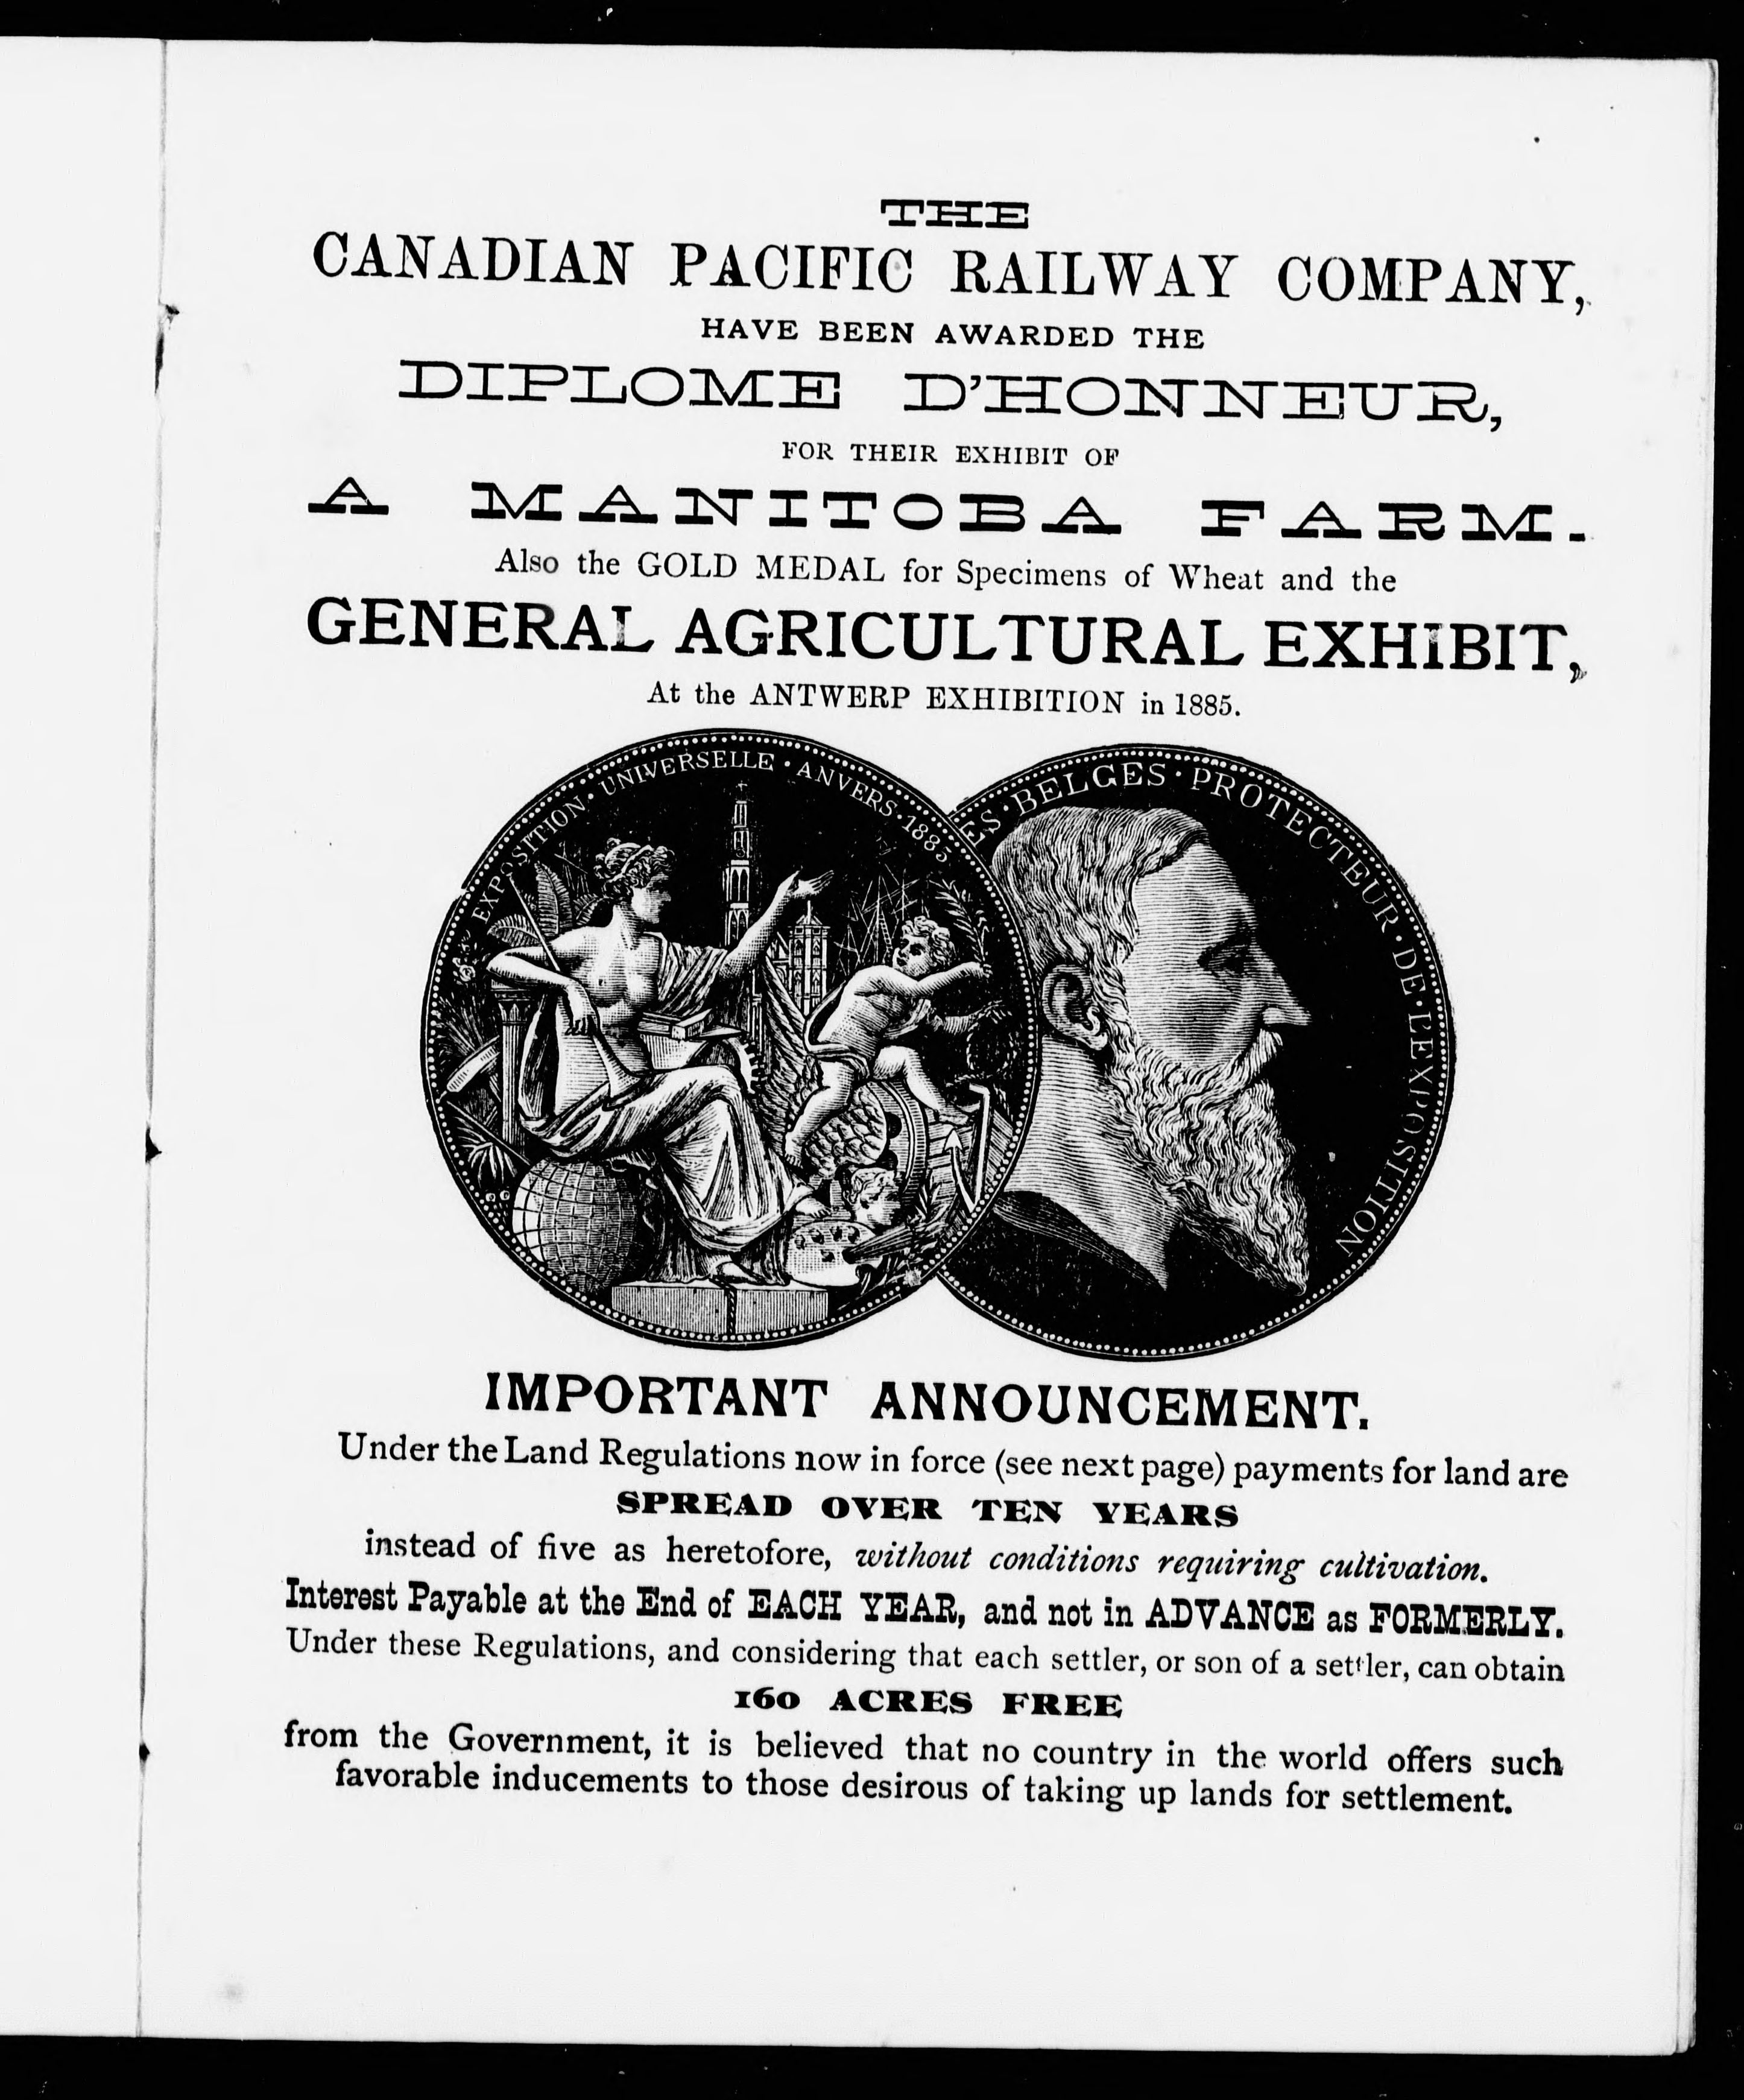 THE
CANADIAN PACIFIC RAILWAY COMPANY,
HAVE BEEN AWARDED THE
DIPLOME D'HONNEUR,
FOR THEIR EXHIBIT OF
A MANITOBA FARM.
Also the GOLD MEDAL for Specimens of Wheat and the
GENERAL AGRICULTURAL EXHIBIT,
At the ANTWERP EXHIBITION in 1885.
EXPOSITION · UNIVERSELLE · ANVERS · 1885
ES · BELGES · PROTECTEUR · DE · L'EXPOSITION
IMPORTANT ANNOUNCEMENT.
Under the Land Regulations now in force (see next page) payments for land are
SPREAD OVER TEN YEARS
instead of five as heretofore, without conditions requiring cultivation.
Interest Payable at the End of EACH YEAR, and not in ADVANCE as FORMERLY.
Under these Regulations, and considering that each settler, or son of a settler, can obtain
160 ACRES FREE
from the Government, it is believed that no country in the world offers such
favorable inducements to those desirous of taking up lands for settlement.